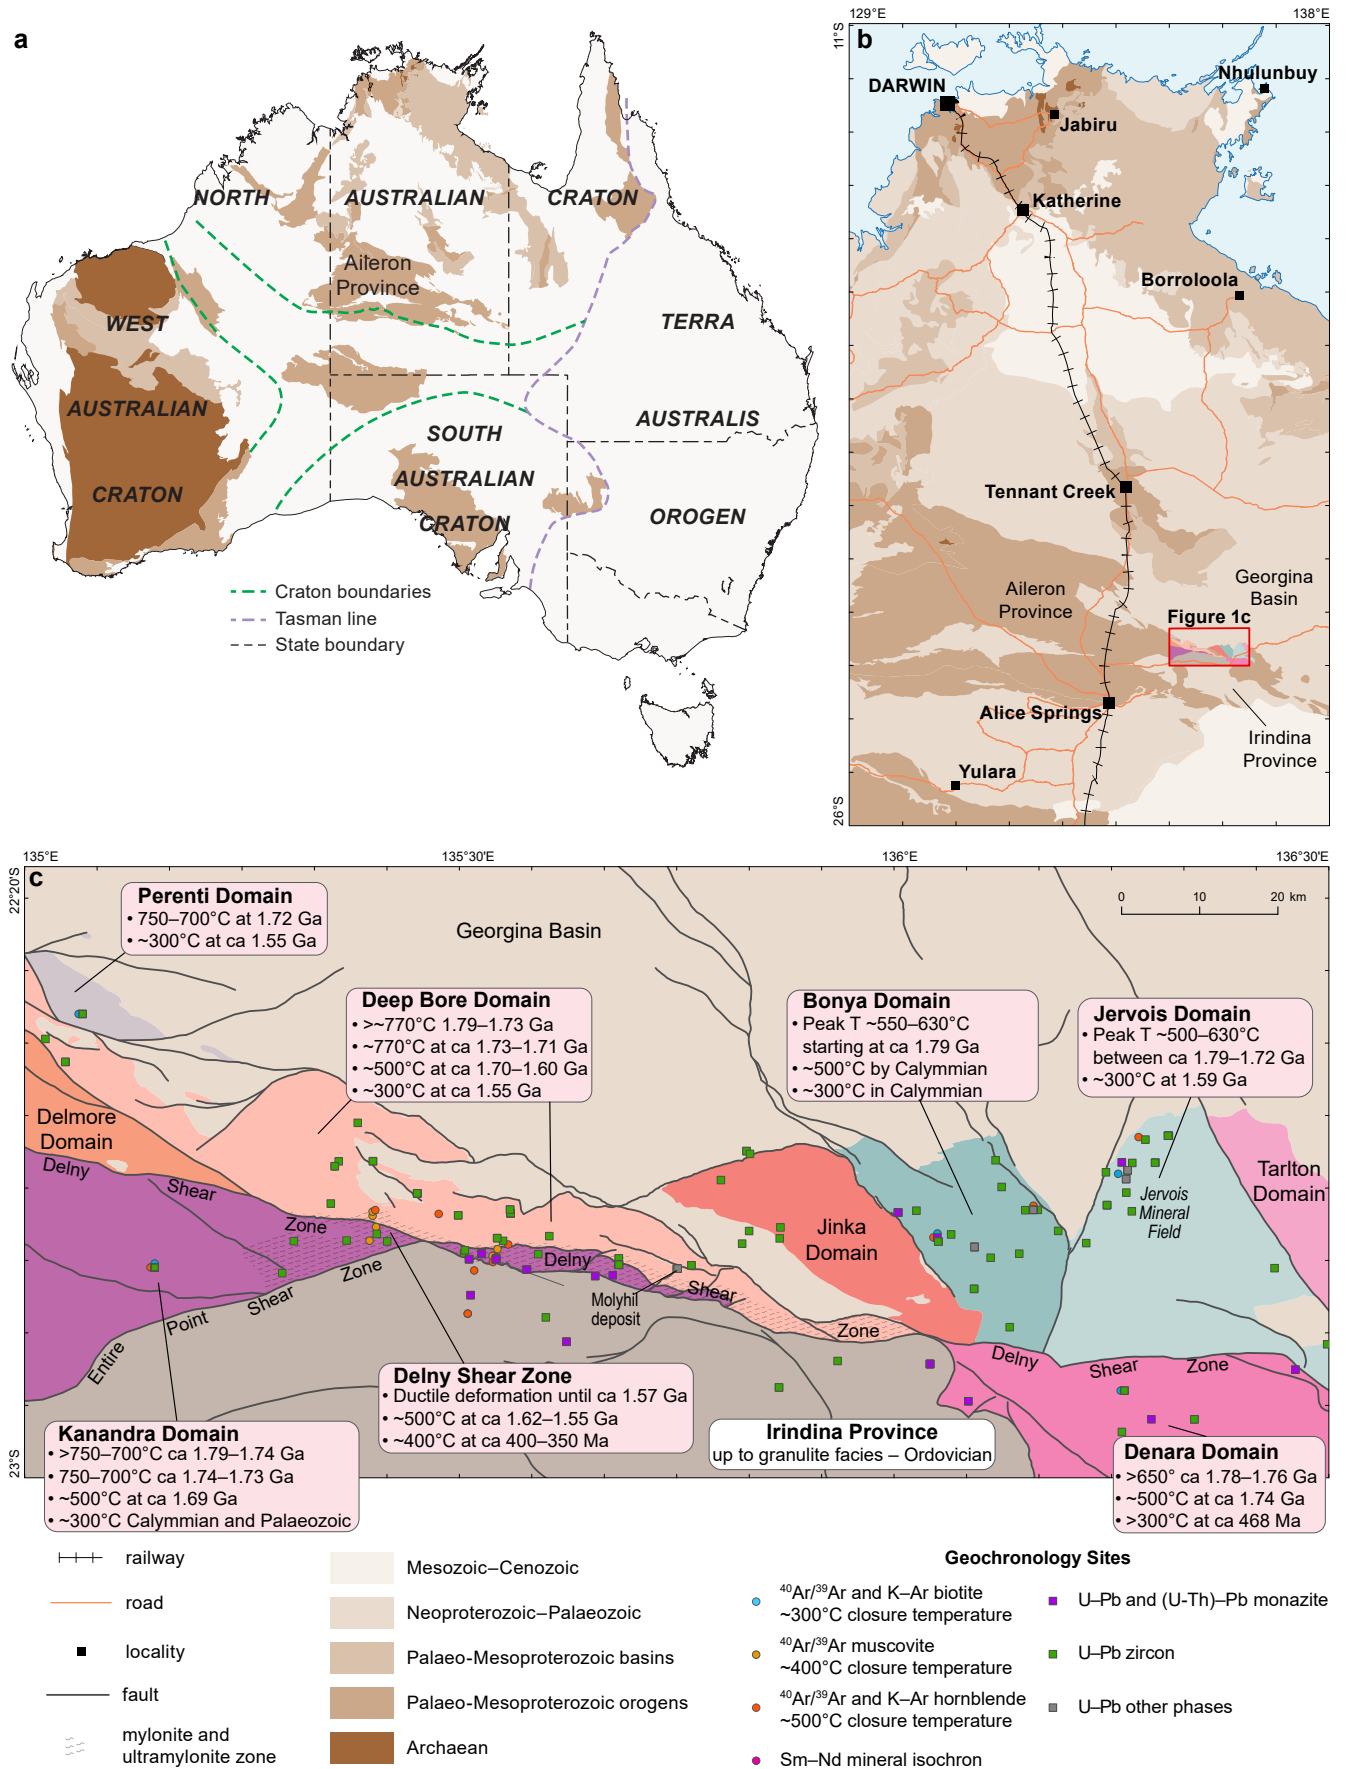 a
NORTH
AUSTRALIAN
CRATON
Aileron
Province
WEST
AUSTRALIAN
CRATON
TERRA
AUSTRALIS
OROGEN
SOUTH
AUSTRALIAN
CRATON
Craton boundaries
Tasman line
State boundary
129°E
138°E
11°S
26°S
b
DARWIN
Nhulunbuy
Jabiru
Katherine
Borroloola
Tennant Creek
Aileron
Province
Georgina
Basin
Figure 1c
Alice Springs
Irindina
Province
Yulara
135°E
135°30'E
136°E
136°30'E
22°20'S
23°S
c
0 10 20 km
Perenti Domain
• 750–700°C at 1.72 Ga
• ~300°C at ca 1.55 Ga
Georgina Basin
Deep Bore Domain
• >~770°C 1.79–1.73 Ga
• ~770°C at ca 1.73–1.71 Ga
• ~500°C at ca 1.70–1.60 Ga
• ~300°C at ca 1.55 Ga
Bonya Domain
• Peak T ~550–630°C
starting at ca 1.79 Ga
• ~500°C by Calymmian
• ~300°C in Calymmian
Jervois Domain
• Peak T ~500–630°C
between ca 1.79–1.72 Ga
• ~300°C at 1.59 Ga
Delmore
Domain
Delny
Shear
Zone
Jinka
Domain
Jervois
Mineral
Field
Tarlton
Domain
Entire
Point
Shear
Zone
Delny
Shear
Zone
Molyhil
deposit
Delny
Shear
Zone
Delny Shear Zone
• Ductile deformation until ca 1.57 Ga
• ~500°C at ca 1.62–1.55 Ga
• ~400°C at ca 400–350 Ma
Kanandra Domain
• >750–700°C ca 1.79–1.74 Ga
• 750–700°C ca 1.74–1.73 Ga
• ~500°C at ca 1.69 Ga
• ~300°C Calymmian and Palaeozoic
Irindina Province
up to granulite facies – Ordovician
Denara Domain
• >650° ca 1.78–1.76 Ga
• ~500°C at ca 1.74 Ga
• >300°C at ca 468 Ma
railway
road
locality
fault
mylonite and
ultramylonite zone
Mesozoic–Cenozoic
Neoproterozoic–Palaeozoic
Palaeo-Mesoproterozoic basins
Palaeo-Mesoproterozoic orogens
Archaean
Geochronology Sites
⁴⁰Ar/³⁹Ar and K–Ar biotite
~300°C closure temperature
⁴⁰Ar/³⁹Ar muscovite
~400°C closure temperature
⁴⁰Ar/³⁹Ar and K–Ar hornblende
~500°C closure temperature
Sm–Nd mineral isochron
U–Pb and (U-Th)–Pb monazite
U–Pb zircon
U–Pb other phases